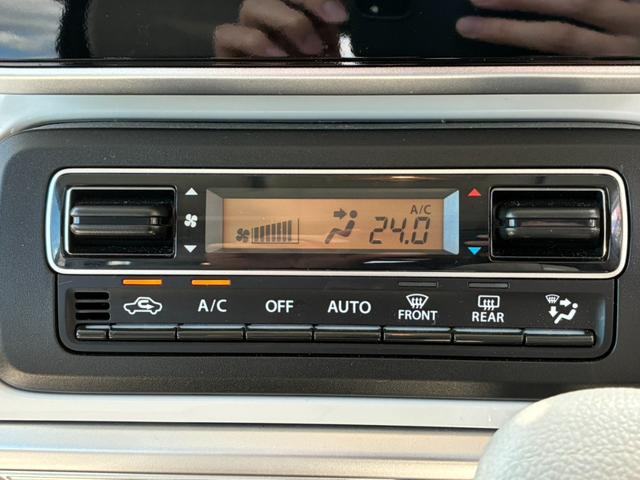 A/C
24.0
A/C
OFF
AUTO
FRONT
REAR